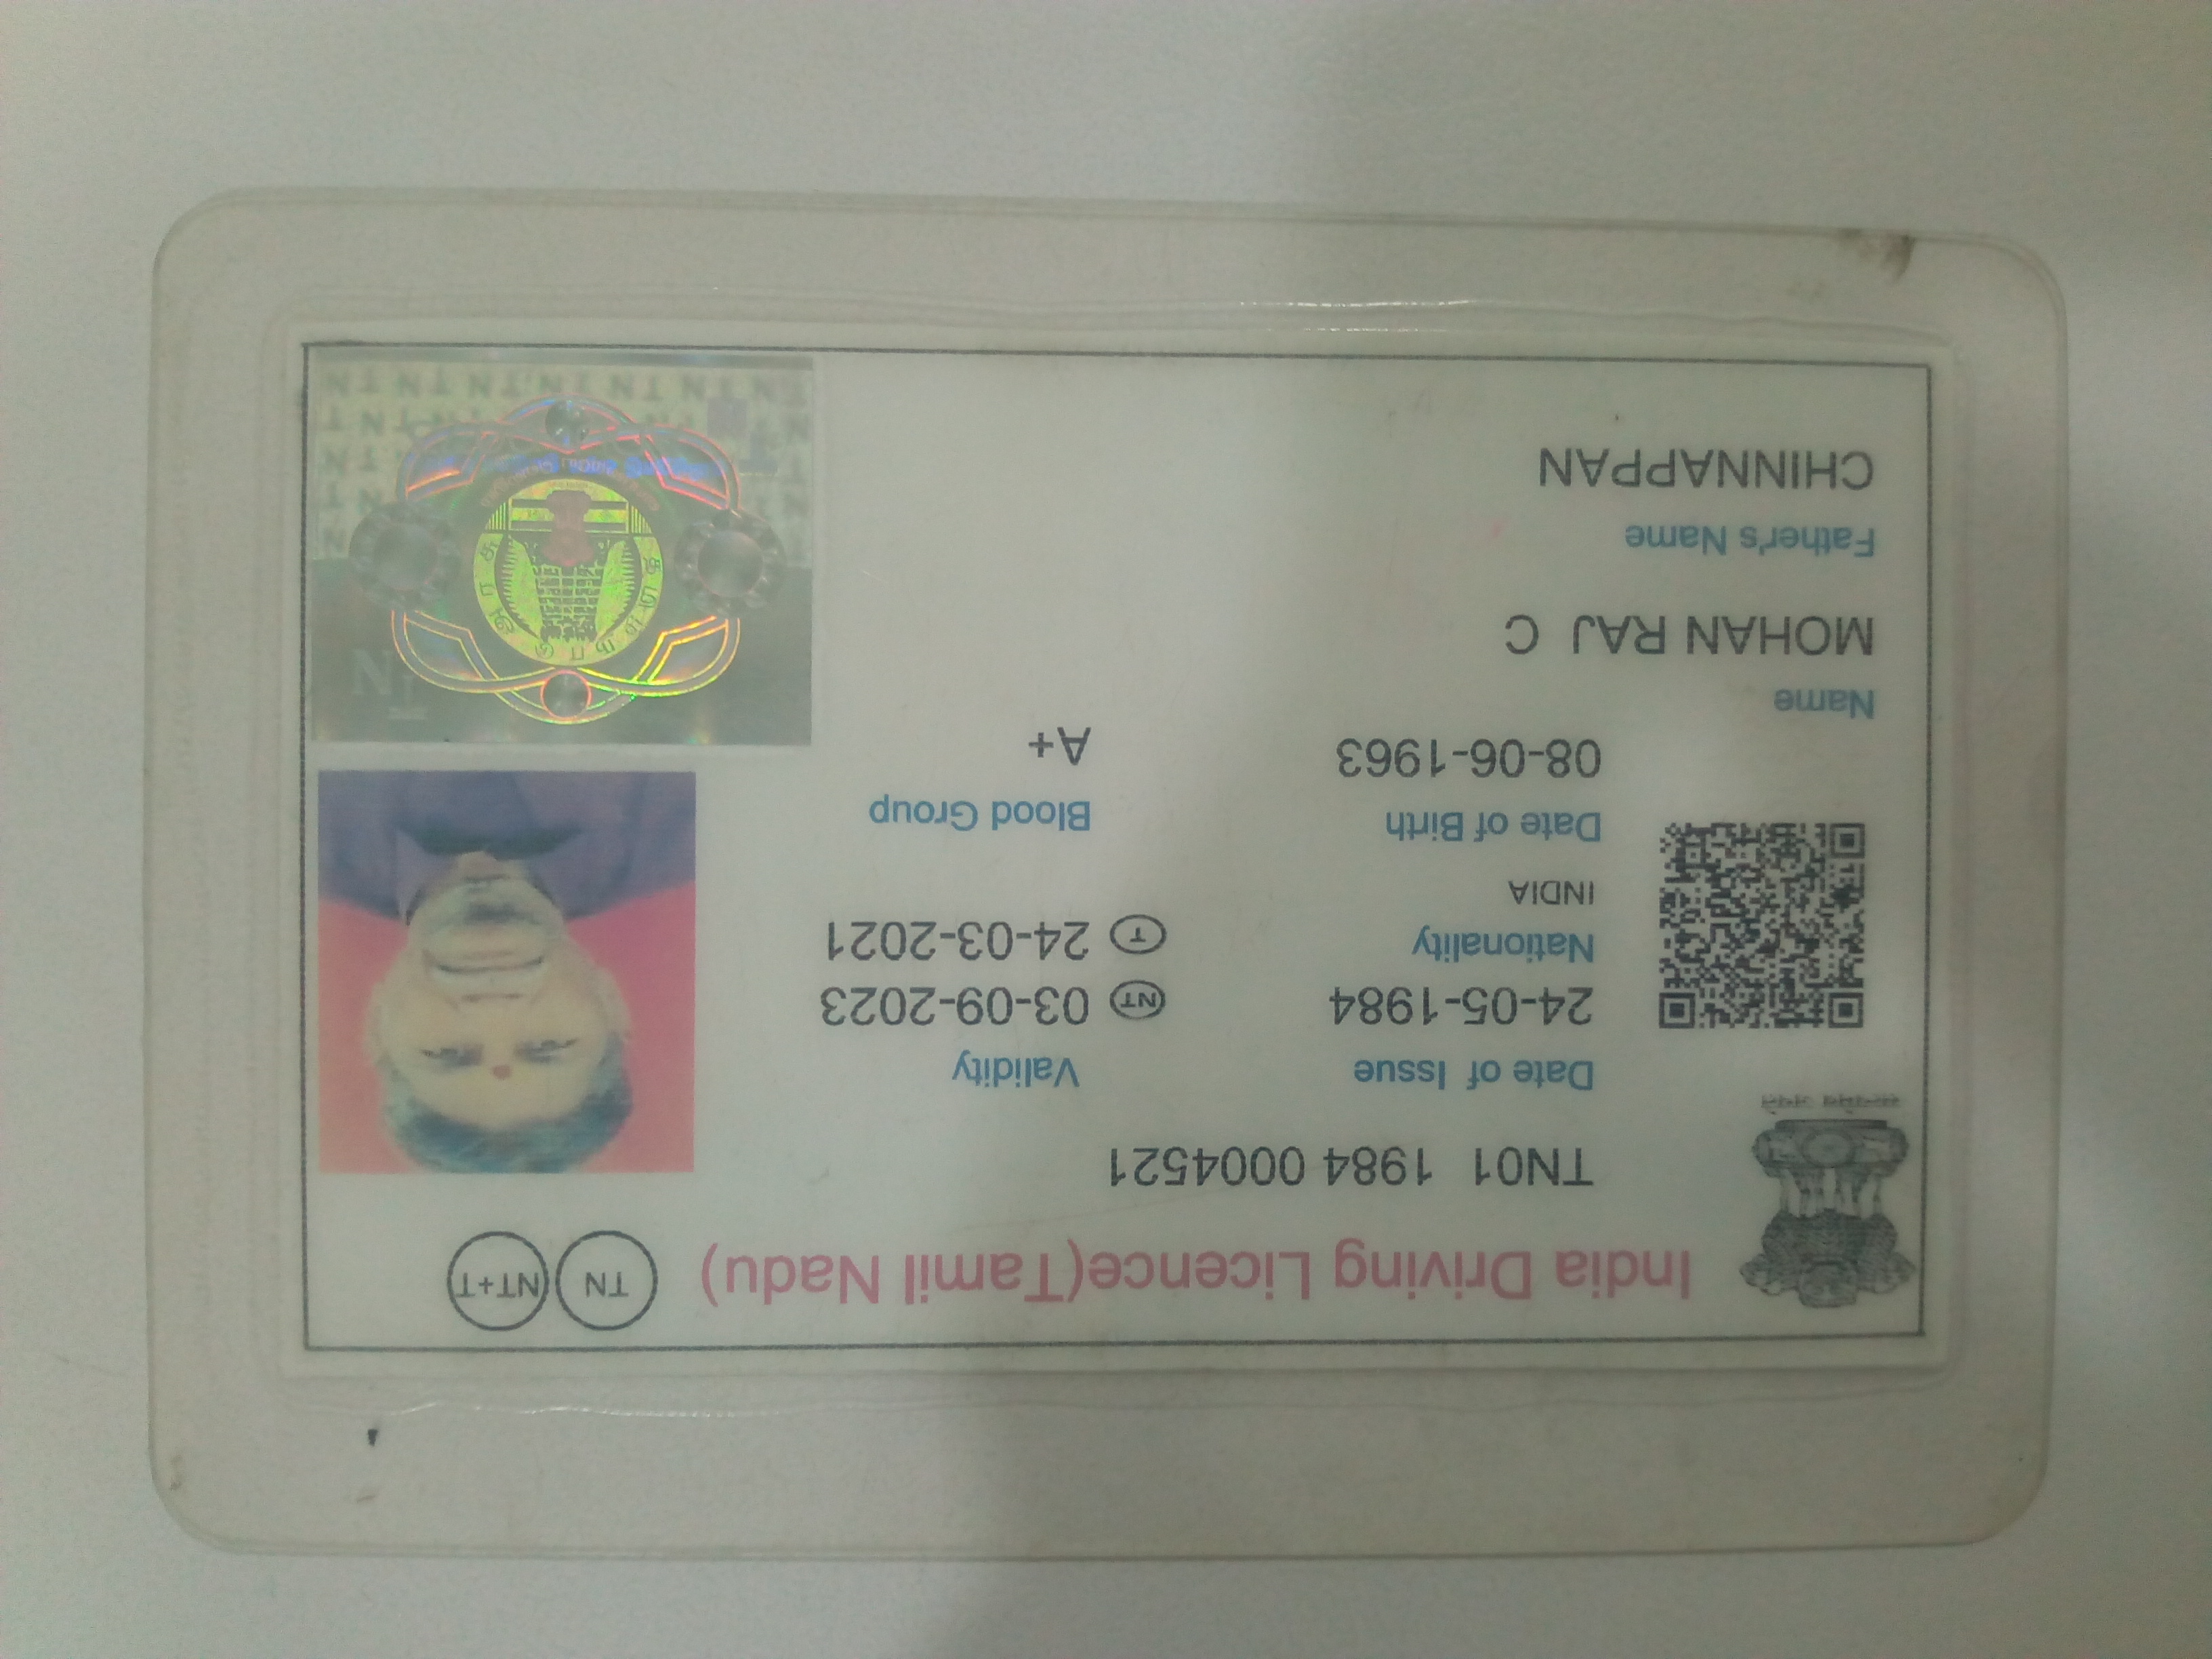 India Driving Licence(Tamil Nadu) TN NT+T
TN01 1984 0004521
Date of Issue Validity
24-05-1984 NT 03-09-2023
Nationality T 24-03-2021
INDIA
Date of Birth Blood Group
08-06-1963 A+
Name
MOHAN RAJ C
Father's Name
CHINNAPPAN